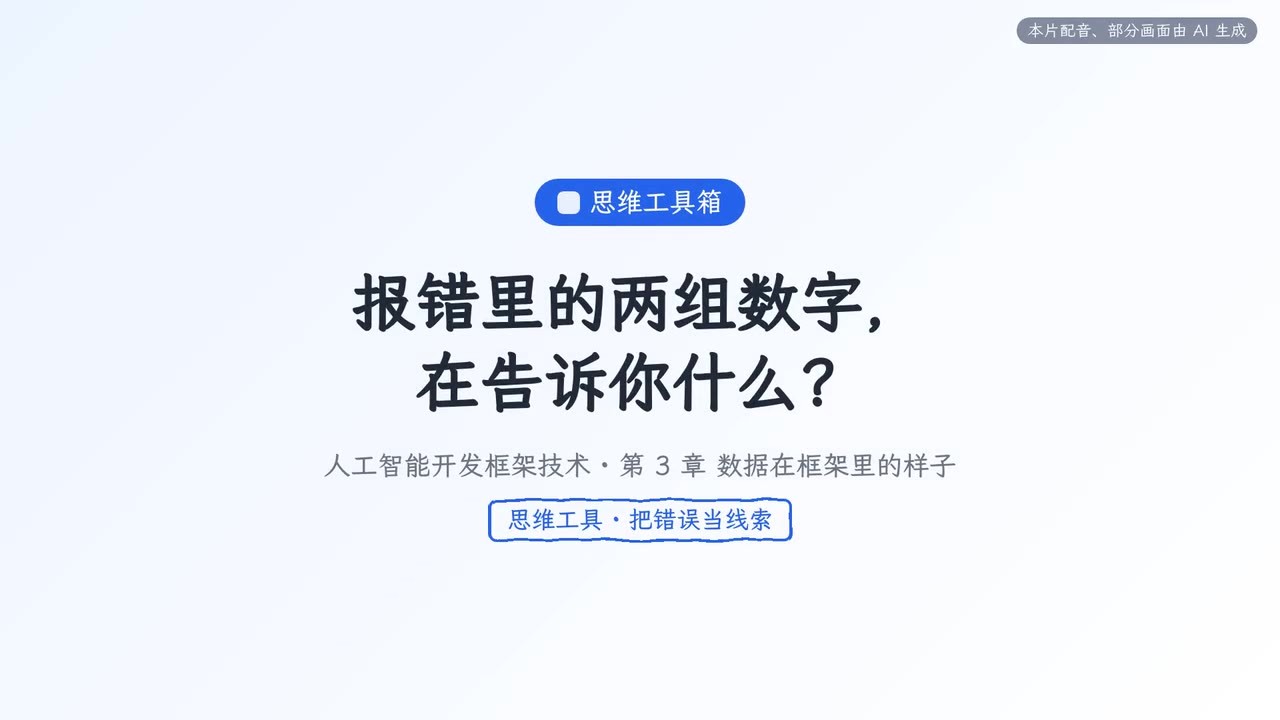 本片配音、部分画面由 AI 生成
思维工具箱
报错里的两组数字，
在告诉你什么？
人工智能开发框架技术·第 3 章 数据在框架里的样子
思维工具·把错误当线索